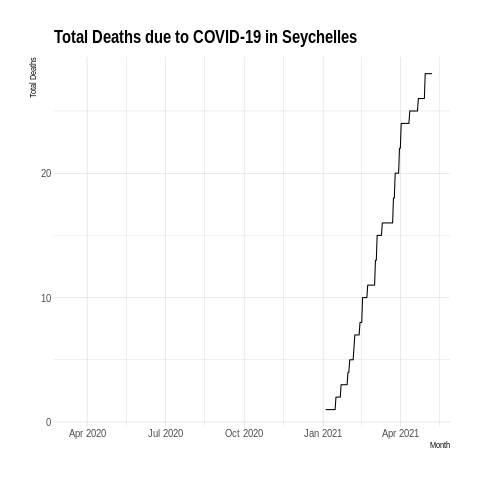 Total Deaths due to COVID-19 in Seychelles
Total Deaths
20
10
0
Apr 2020 Jul 2020 Oct 2020 Jan 2021 Apr 2021
Month